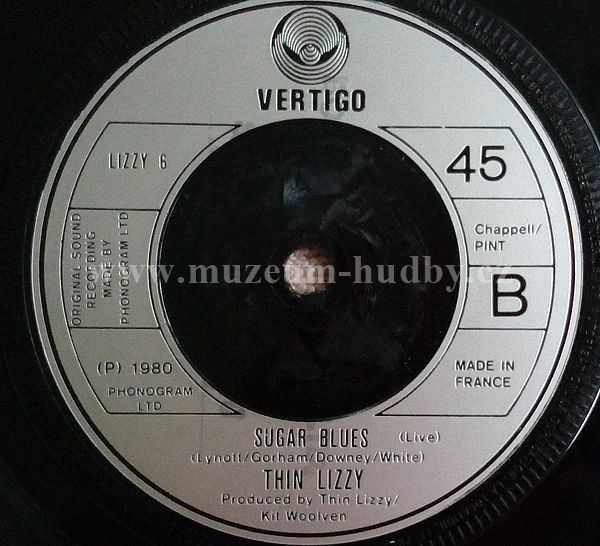 VERTIGO
LIZZY 6
45
ORIGINAL SOUND
RECORDING
MADE BY
PHONOGRAM LTD
Chappell/
PINT
B
www.muzeum-hudby.cz
(P) 1980
PHONOGRAM
LTD
MADE IN
FRANCE
SUGAR BLUES (Live)
(Lynott/Gorham/Downey/White)
THIN LIZZY
Produced by Thin Lizzy/
Kit Woolven